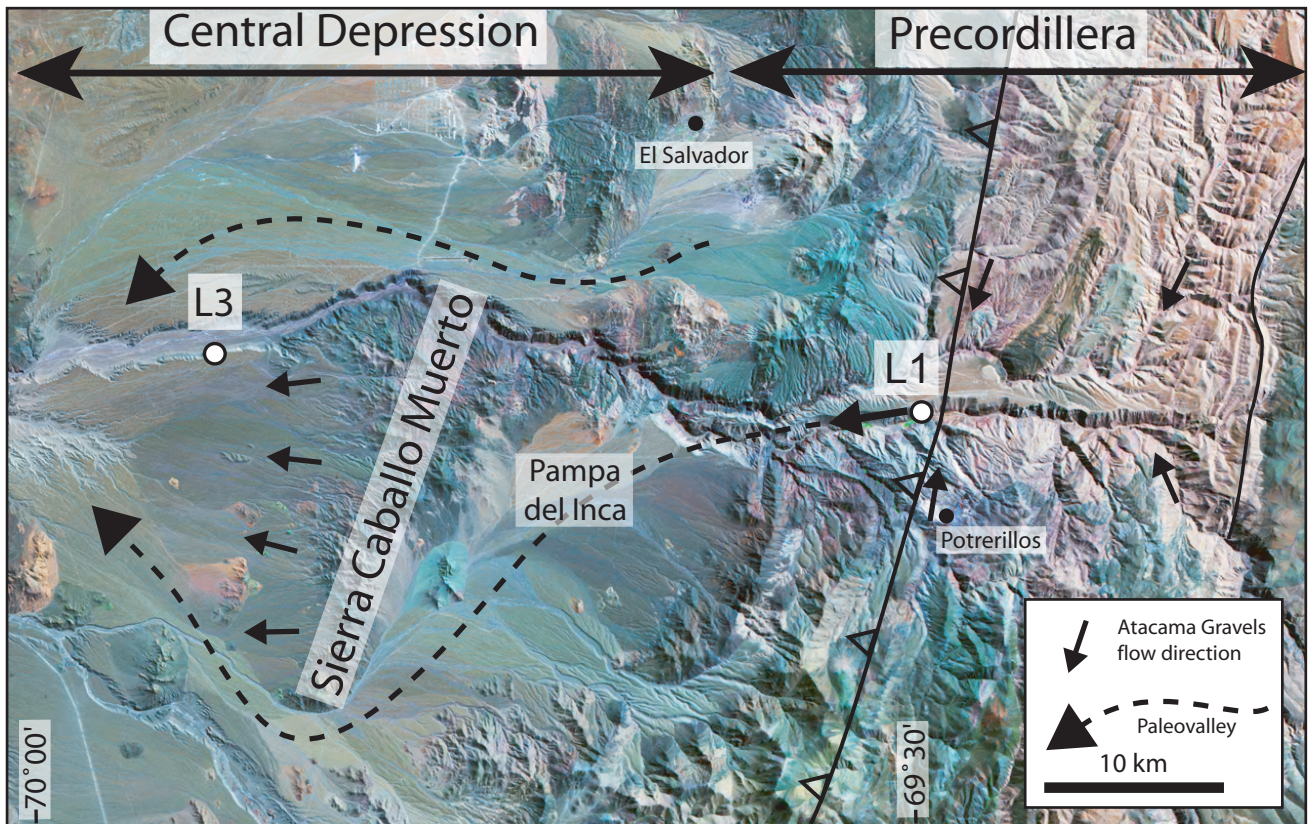 Central Depression
Precordillera
El Salvador
L3
Sierra Caballo Muerto
L1
Pampa
del Inca
Potrerillos
70°00'
69°30'
Atacama Gravels
flow direction
Paleovalley
10 km